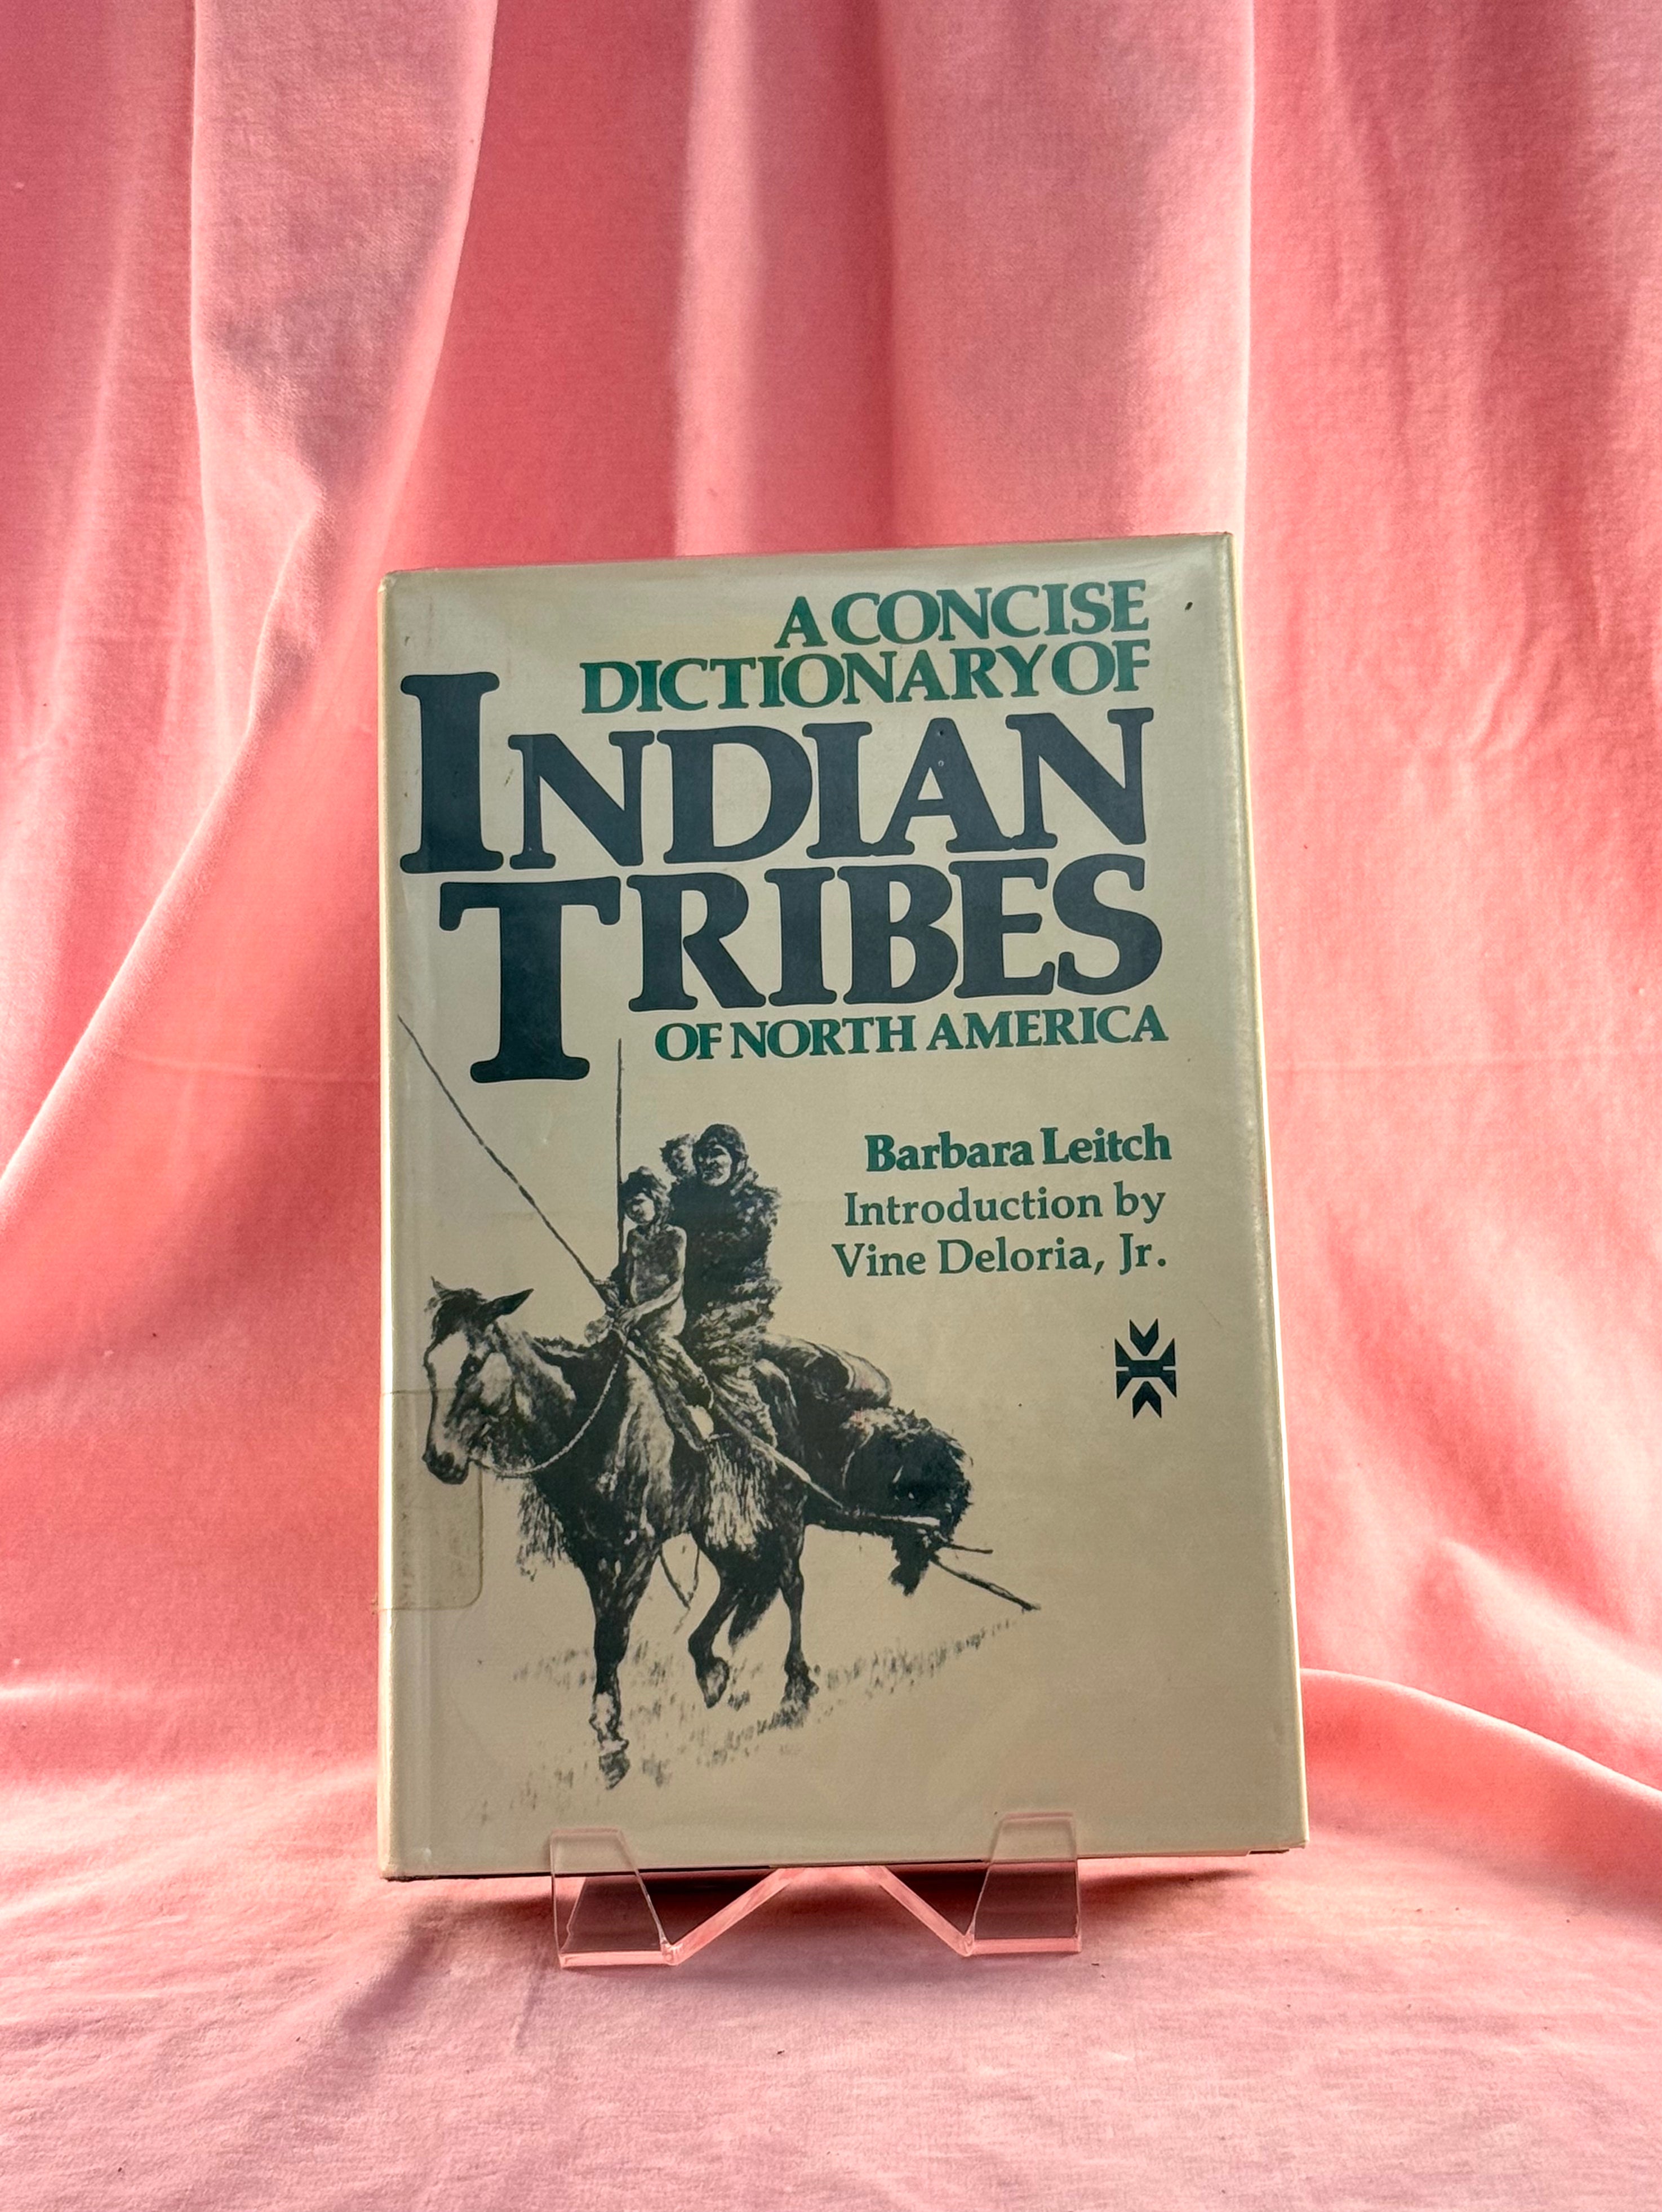 A CONCISE
DICTIONARY OF
INDIAN
TRIBES
OF NORTH AMERICA
Barbara Leitch
Introduction by
Vine Deloria, Jr.